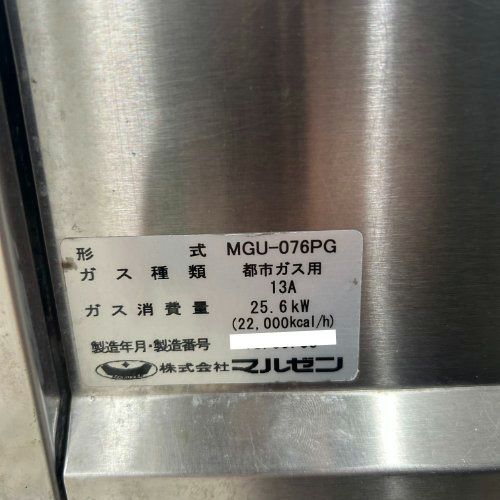 形式 MGU-076PG
ガス種類 都市ガス用
13A
ガス消費量 25.6kW
(22,000kcal/h)
製造年月・製造番号
株式会社 マルゼン